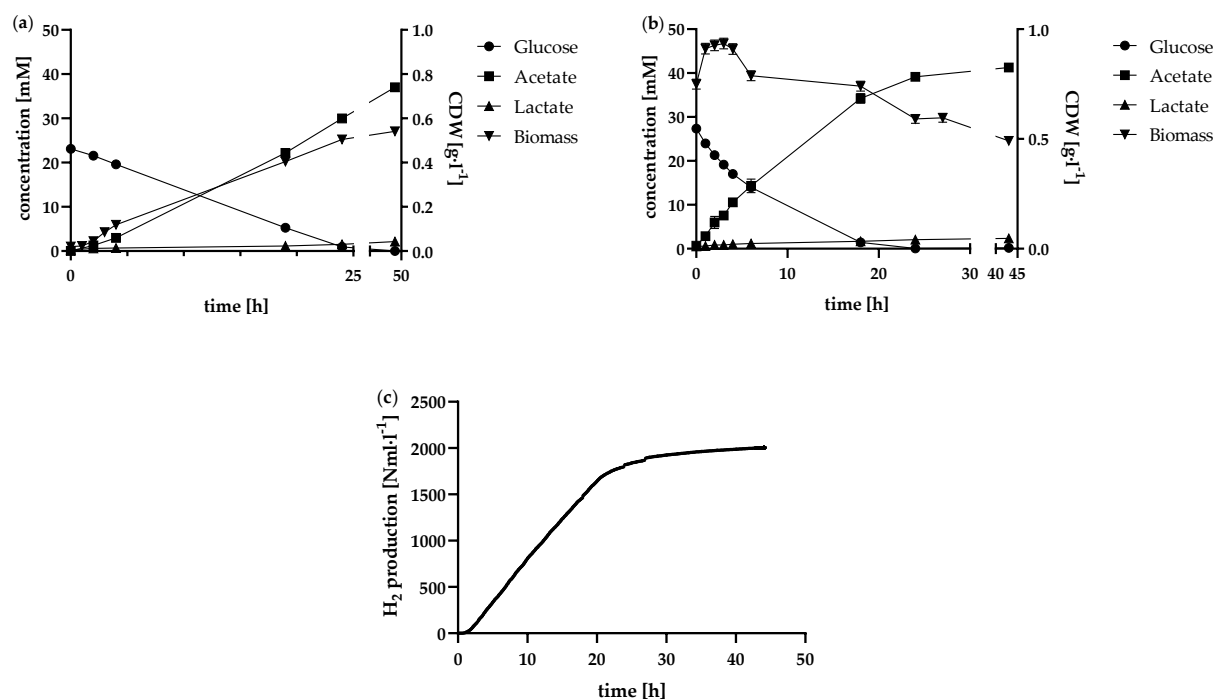 (a)
concentration [mM]
50
40
30
20
10
0
1.0
0.8
0.6
0.4
0.2
0.0
CDW [g·l⁻¹]
0
25
50
time [h]
Glucose
Acetate
Lactate
Biomass
(b)
concentration [mM]
50
40
30
20
10
0
1.0
0.5
0.0
CDW [g·l⁻¹]
0
10
20
30
40
45
time [h]
Glucose
Acetate
Lactate
Biomass
(c)
H₂ production [Nml·l⁻¹]
2500
2000
1500
1000
500
0
0
10
20
30
40
50
time [h]